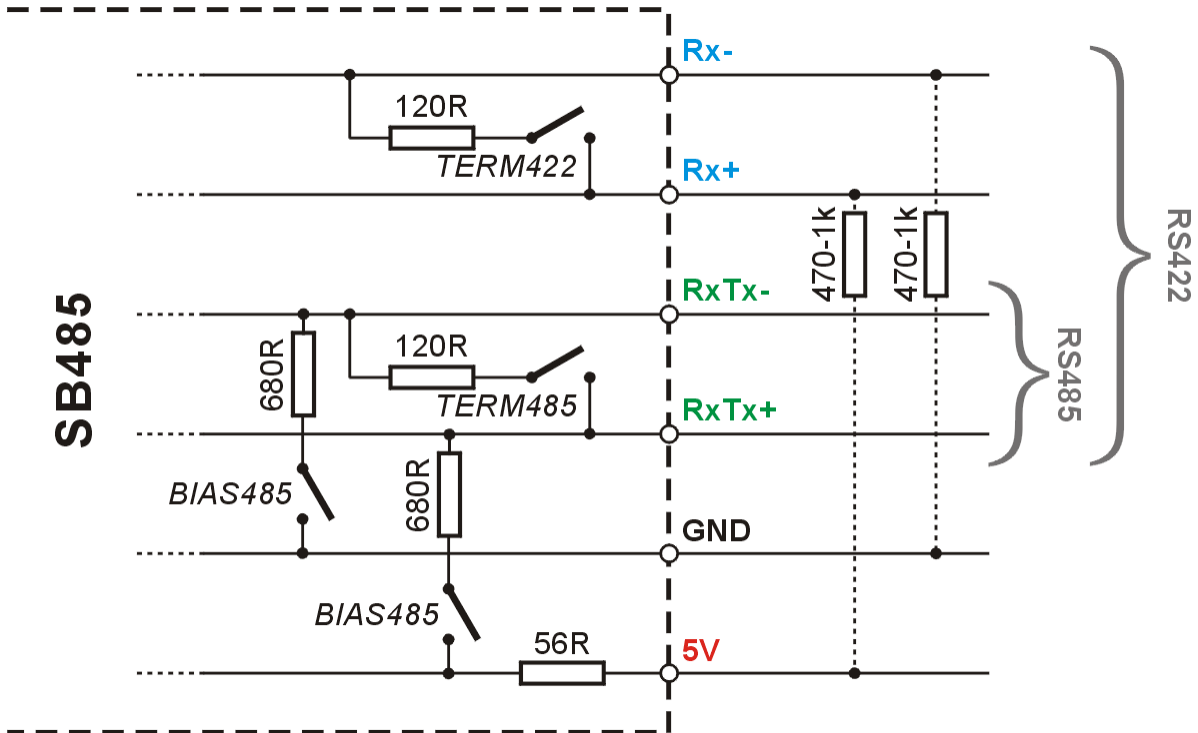 Rx-
120R
TERM422
Rx+
470-1k
470-1k
RS422
SB485
RxTx-
680R
120R
TERM485
RS485
RxTx+
BIAS485
680R
GND
BIAS485
56R
5V